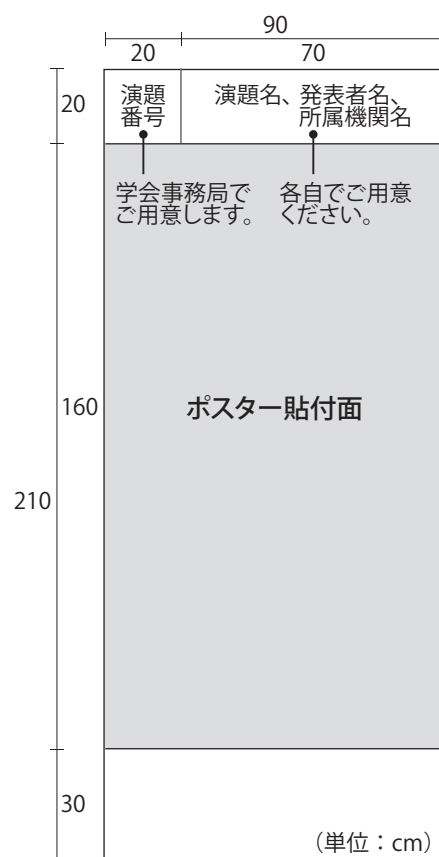 90
20
70
20
演題
番号
演題名、発表者名、
所属機関名
学会事務局で
ご用意します。
各自でご用意
ください。
160
ポスター貼付面
210
30
（単位：cm）